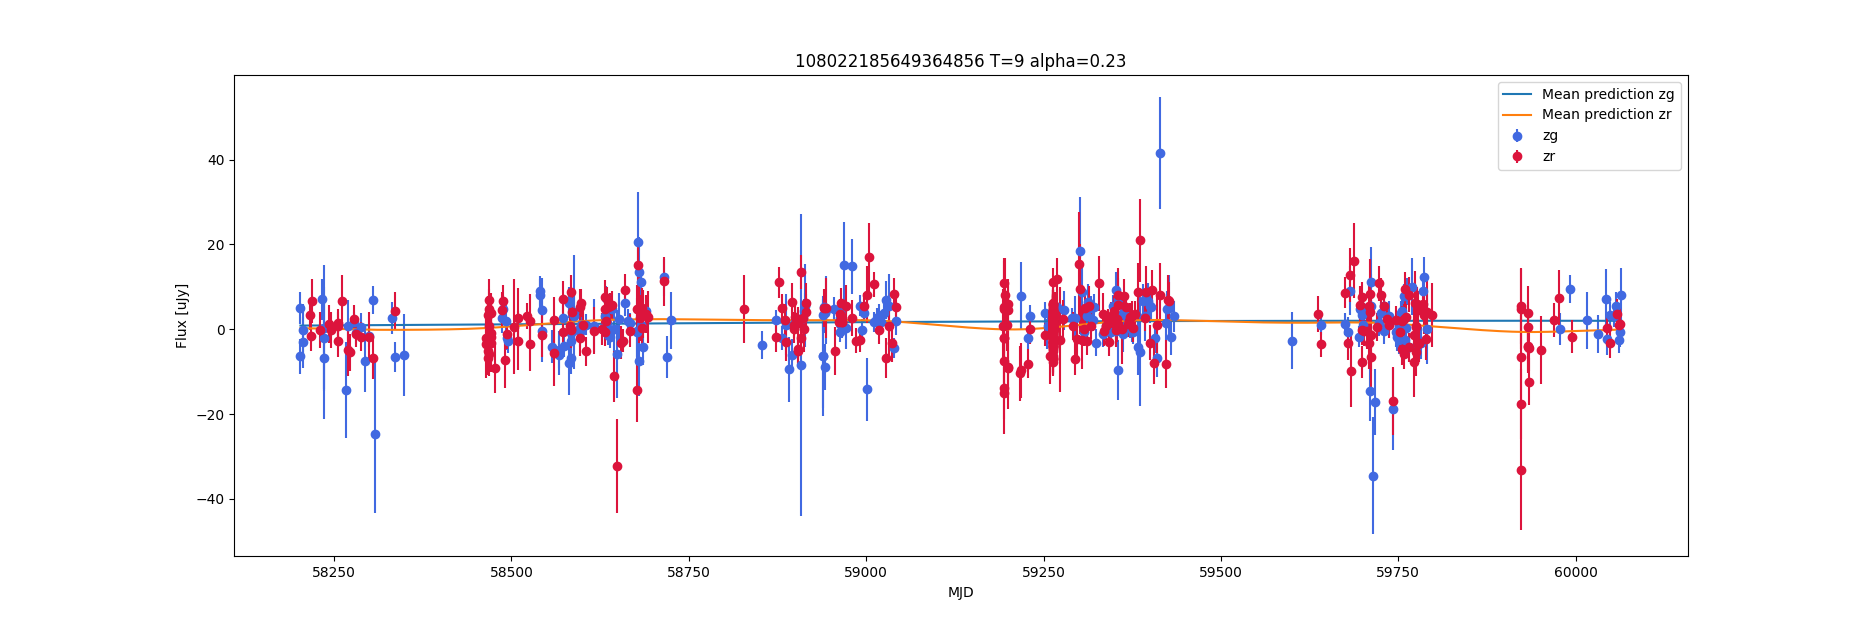 108022185649364856 T=9 alpha=0.23
Mean prediction zg
Mean prediction zr
zg
zr
Flux [uJy]
40
20
0
−20
−40
58250 58500 58750 59000 59250 59500 59750 60000
MJD